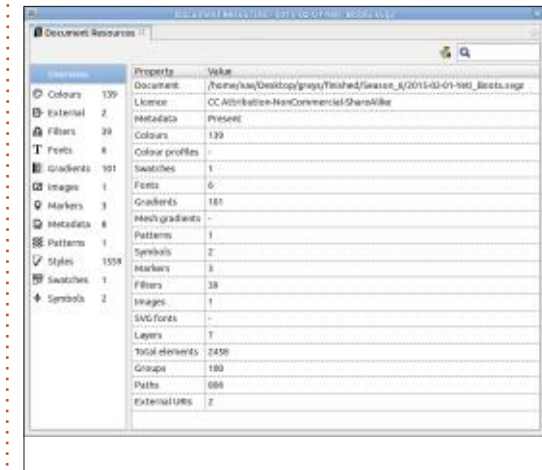 Document Resources - 2015-02-01-Yeti_Boots.svgz
Document Resources
Overview
Colours 139
External 2
Filters 39
Fonts 6
Gradients 101
Images 1
Markers 3
Metadata 8
Patterns 1
Styles 1559
Swatches 1
Symbols 2
Property Value
Document /home/xav/Desktop/greys/finished/Season_6/2015-02-01-Yeti_Boots.svgz
Licence CC Attribution-NonCommercial-ShareAlike
Metadata Present
Colours 139
Colour profiles -
Swatches 1
Fonts 6
Gradients 101
Mesh gradients -
Patterns 1
Symbols 2
Markers 3
Filters 39
Images 1
SVG fonts -
Layers 7
Total elements 2458
Groups 180
Paths 886
External URIs 2